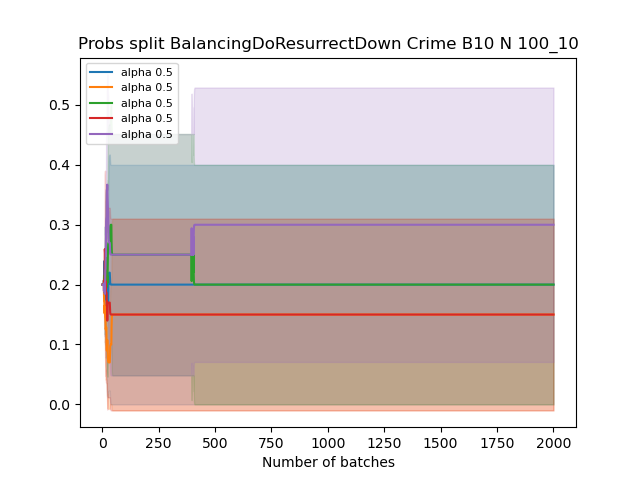 Probs split BalancingDoResurrectDown Crime B10 N 100_10
alpha 0.5
alpha 0.5
alpha 0.5
alpha 0.5
alpha 0.5
0.5
0.4
0.3
0.2
0.1
0.0
0 250 500 750 1000 1250 1500 1750 2000
Number of batches